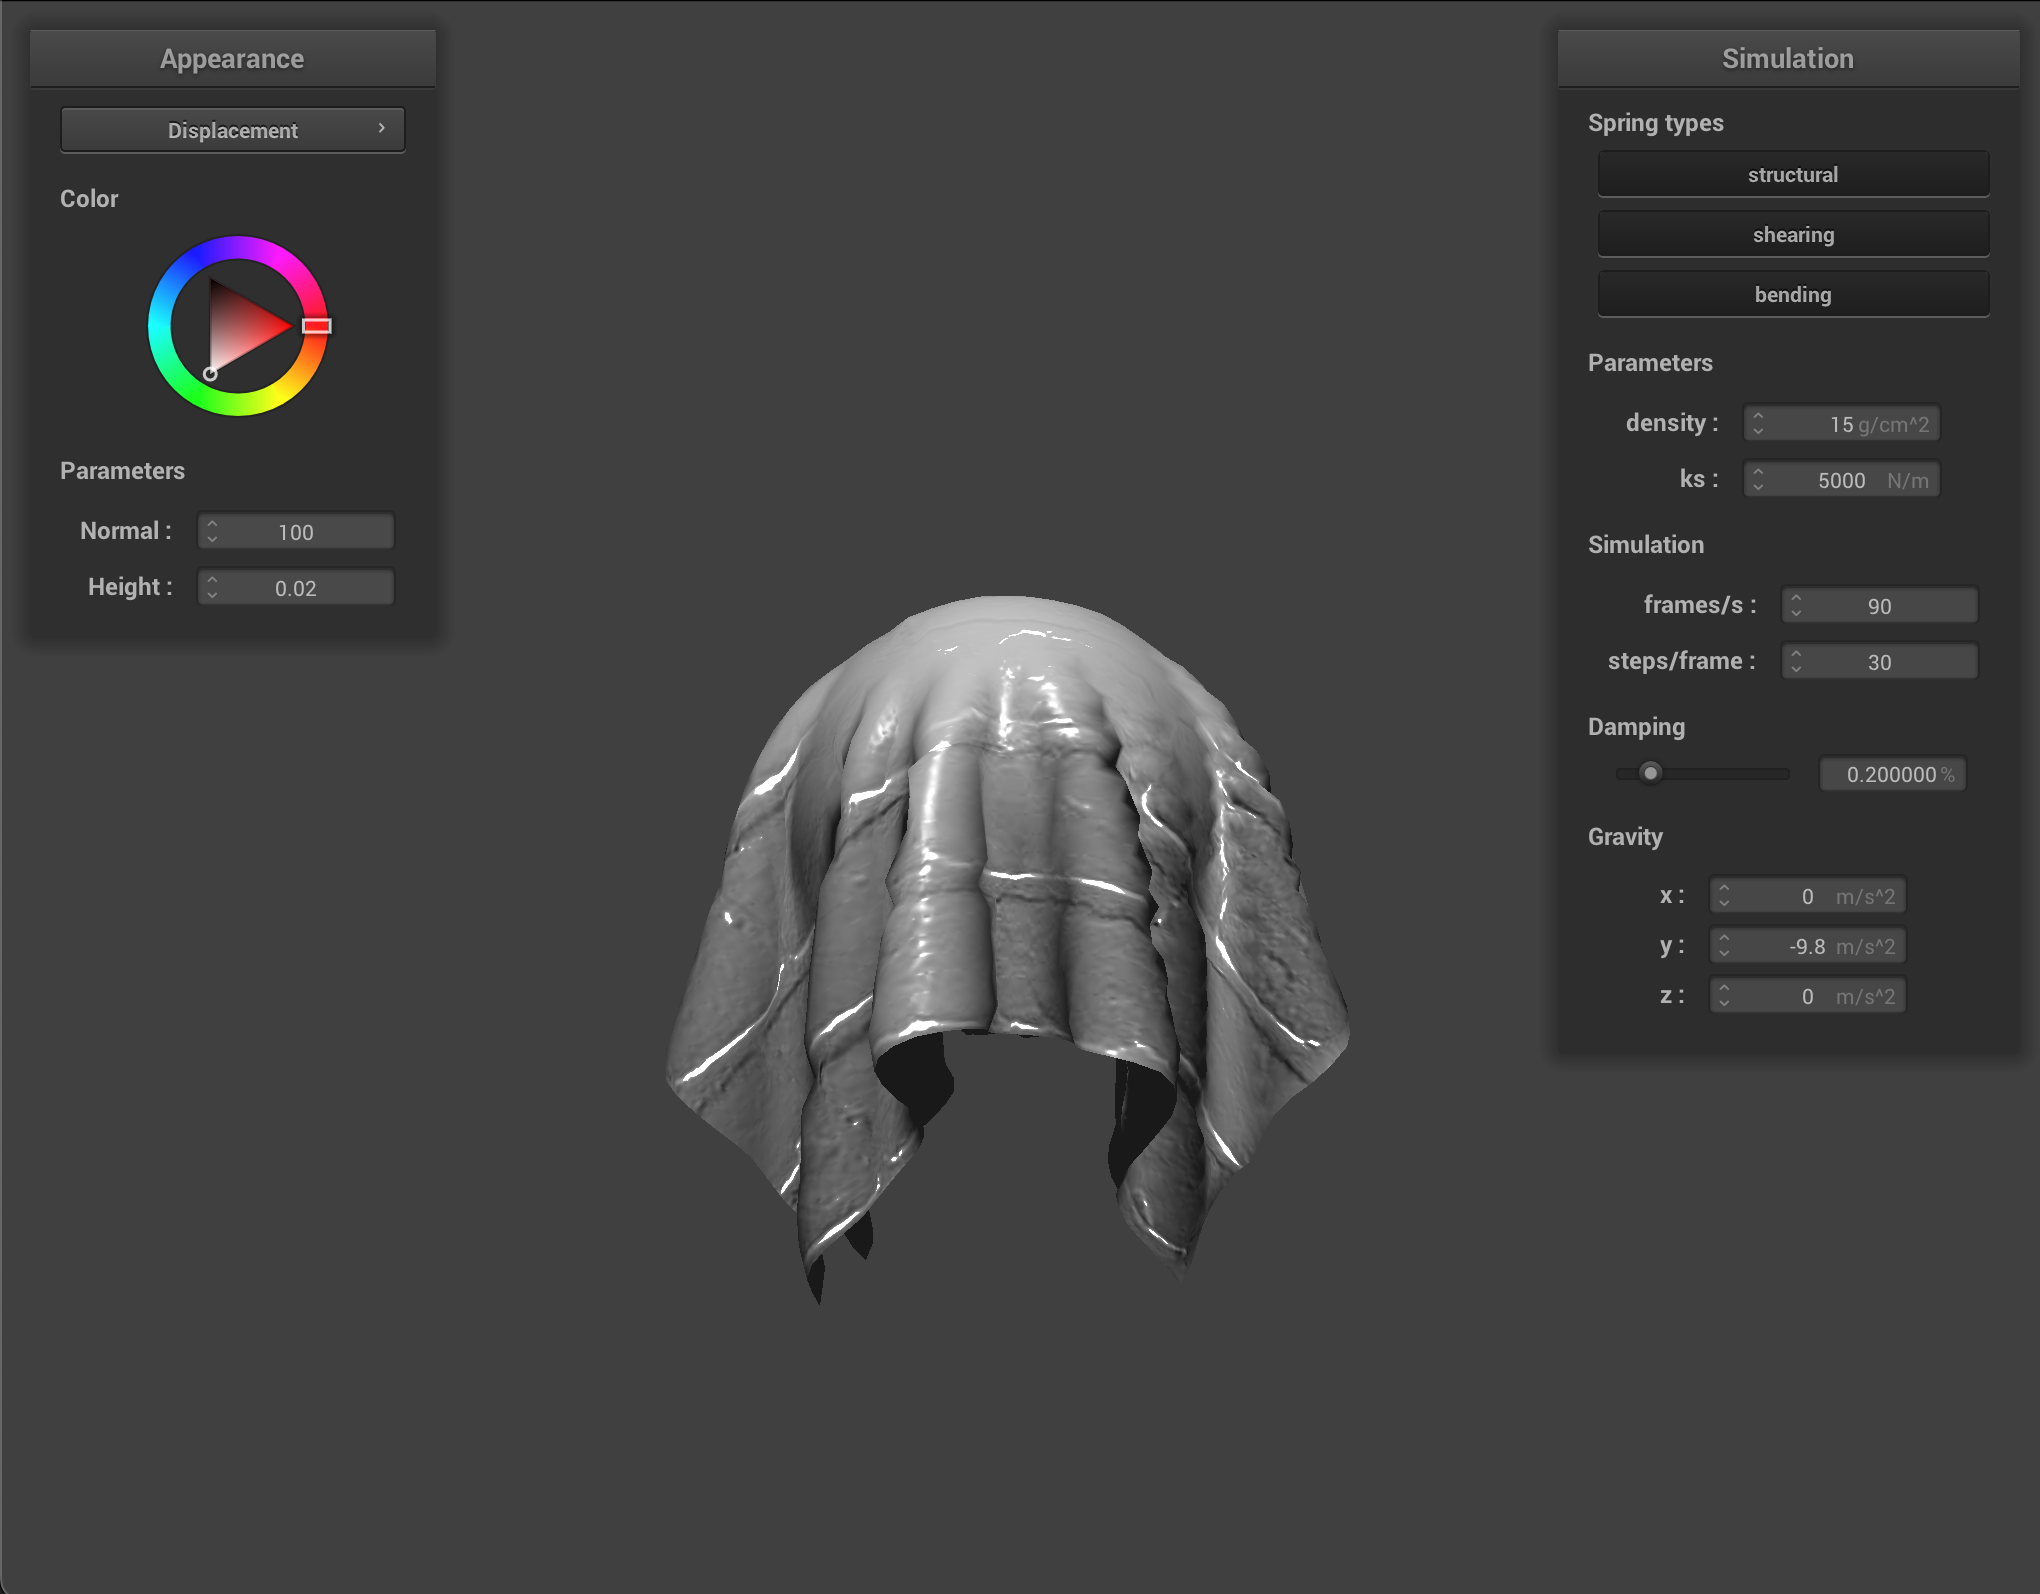 Appearance
Displacement
Color
Parameters
Normal : 100
Height : 0.02
Simulation
Spring types
structural
shearing
bending
Parameters
density : 15 g/cm^2
ks : 5000 N/m
Simulation
frames/s : 90
steps/frame : 30
Damping
0.200000 %
Gravity
x : 0 m/s^2
y : -9.8 m/s^2
z : 0 m/s^2